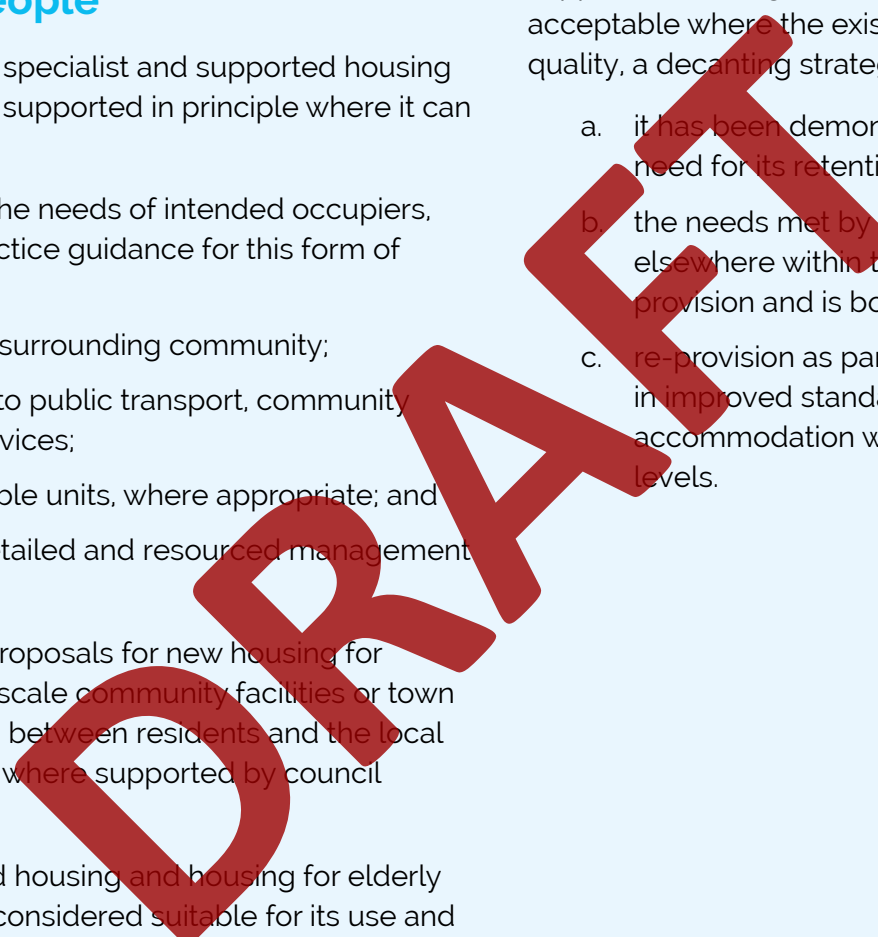 eople
specialist and supported housing
supported in principle where it can
he needs of intended occupiers,
ctice guidance for this form of
surrounding community;
to public transport, community
vices;
ble units, where appropriate; and
etailed and resourced management
roposals for new housing for
scale community facilities or town
between residents and the local
where supported by council
d housing and housing for elderly
considered suitable for its use and
acceptable where the exis
quality, a decanting strateg
a. it has been demon
need for its retenti
b. the needs met by
elsewhere within t
provision and is bo
c. re-provision as par
in improved standa
accommodation w
levels.
DRAFT